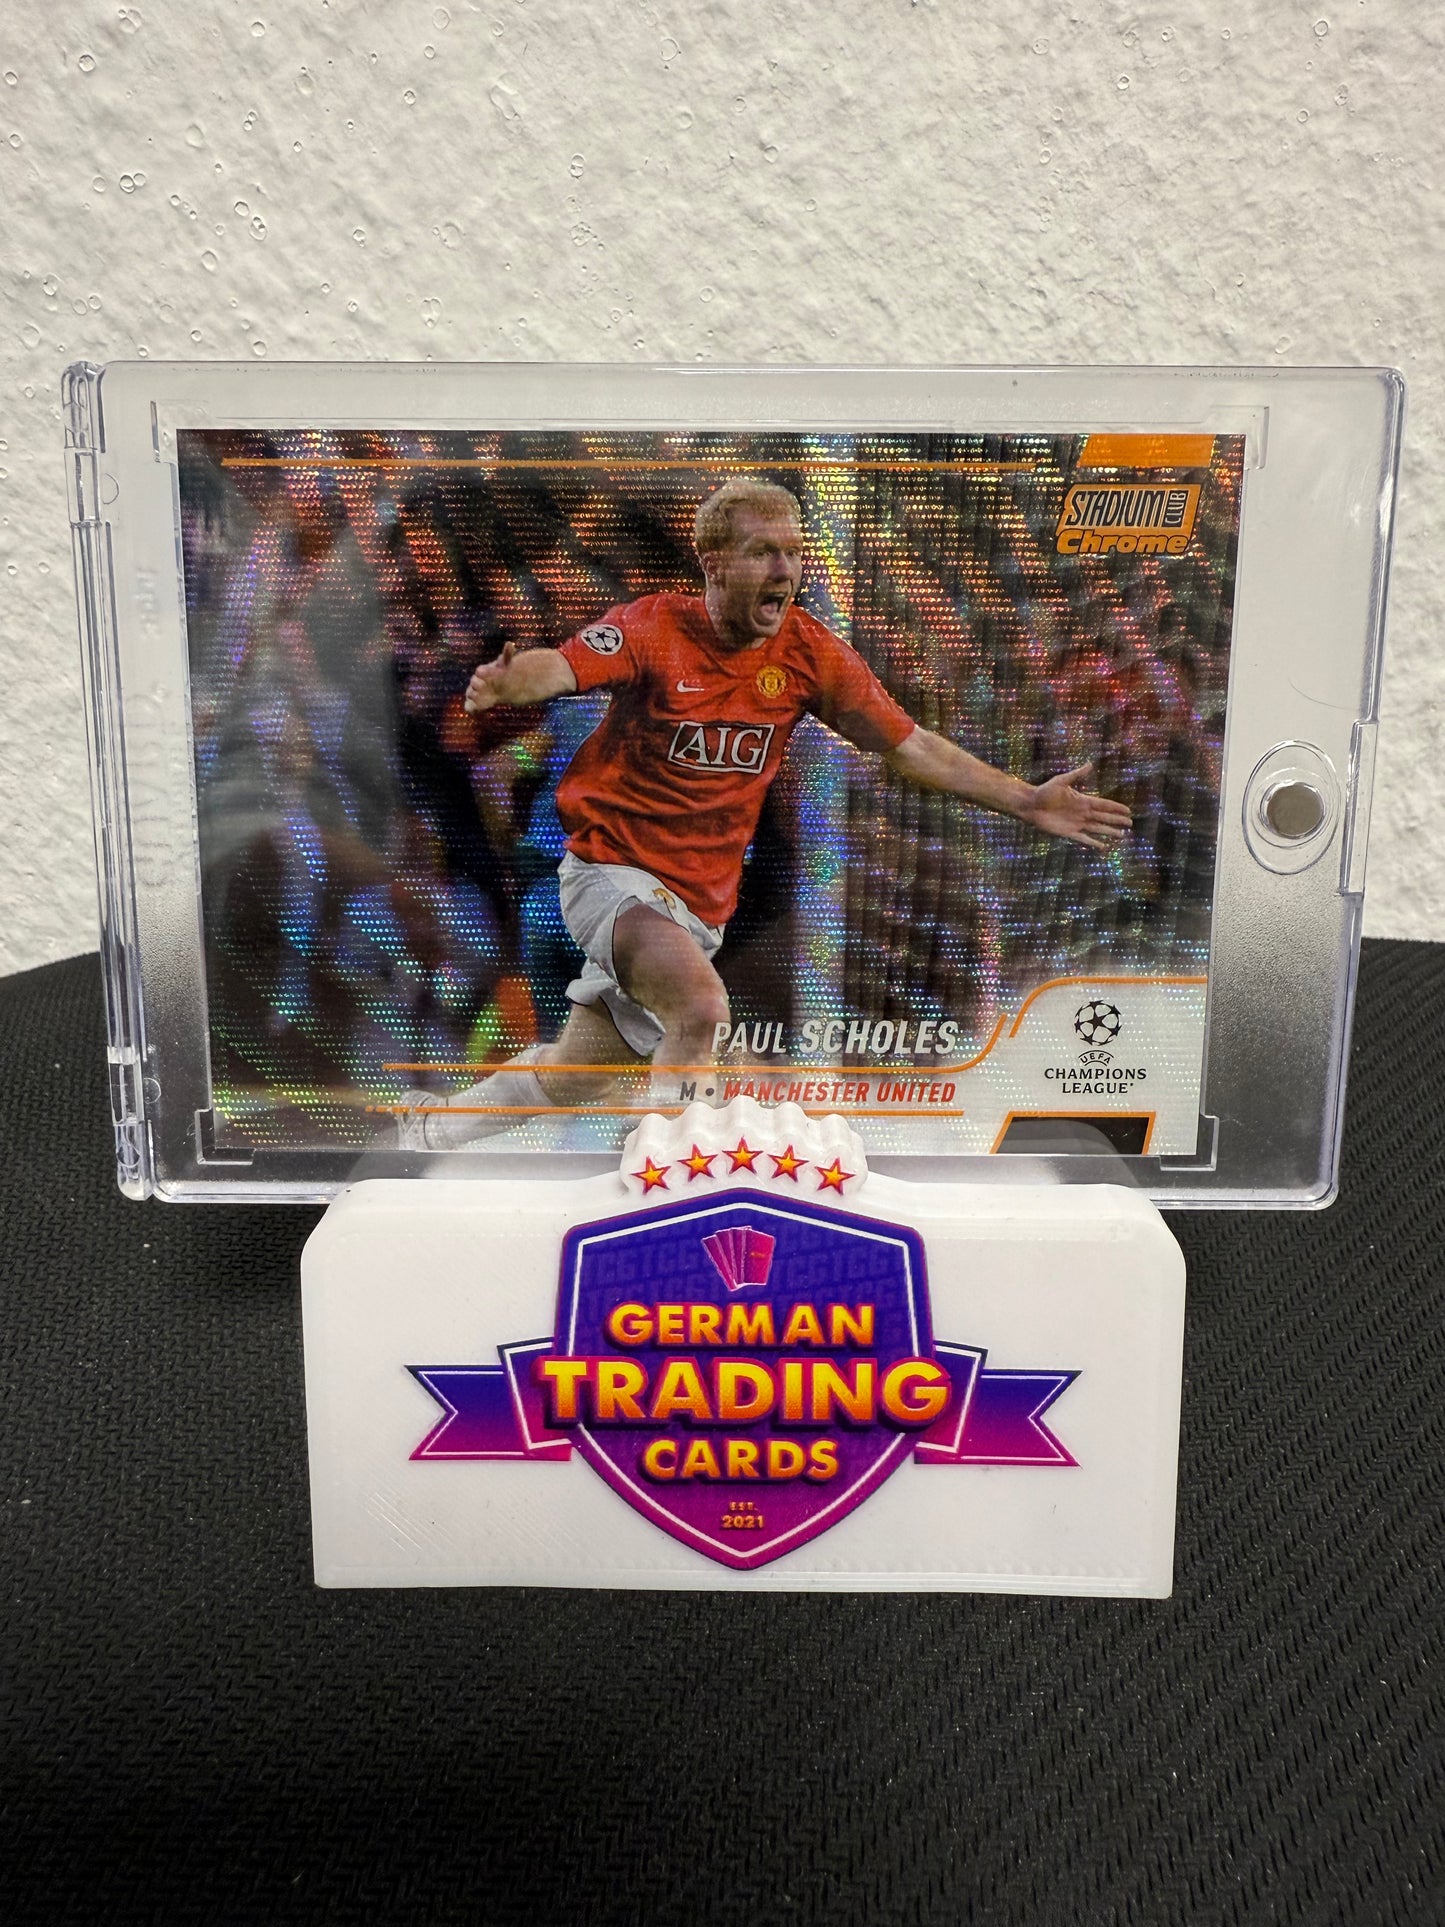 STADIUM CLUB
Chrome
AIG
PAUL SCHOLES
M • MANCHESTER UNITED
UEFA
CHAMPIONS
LEAGUE
GERMAN
TRADING
CARDS
EST.
2021